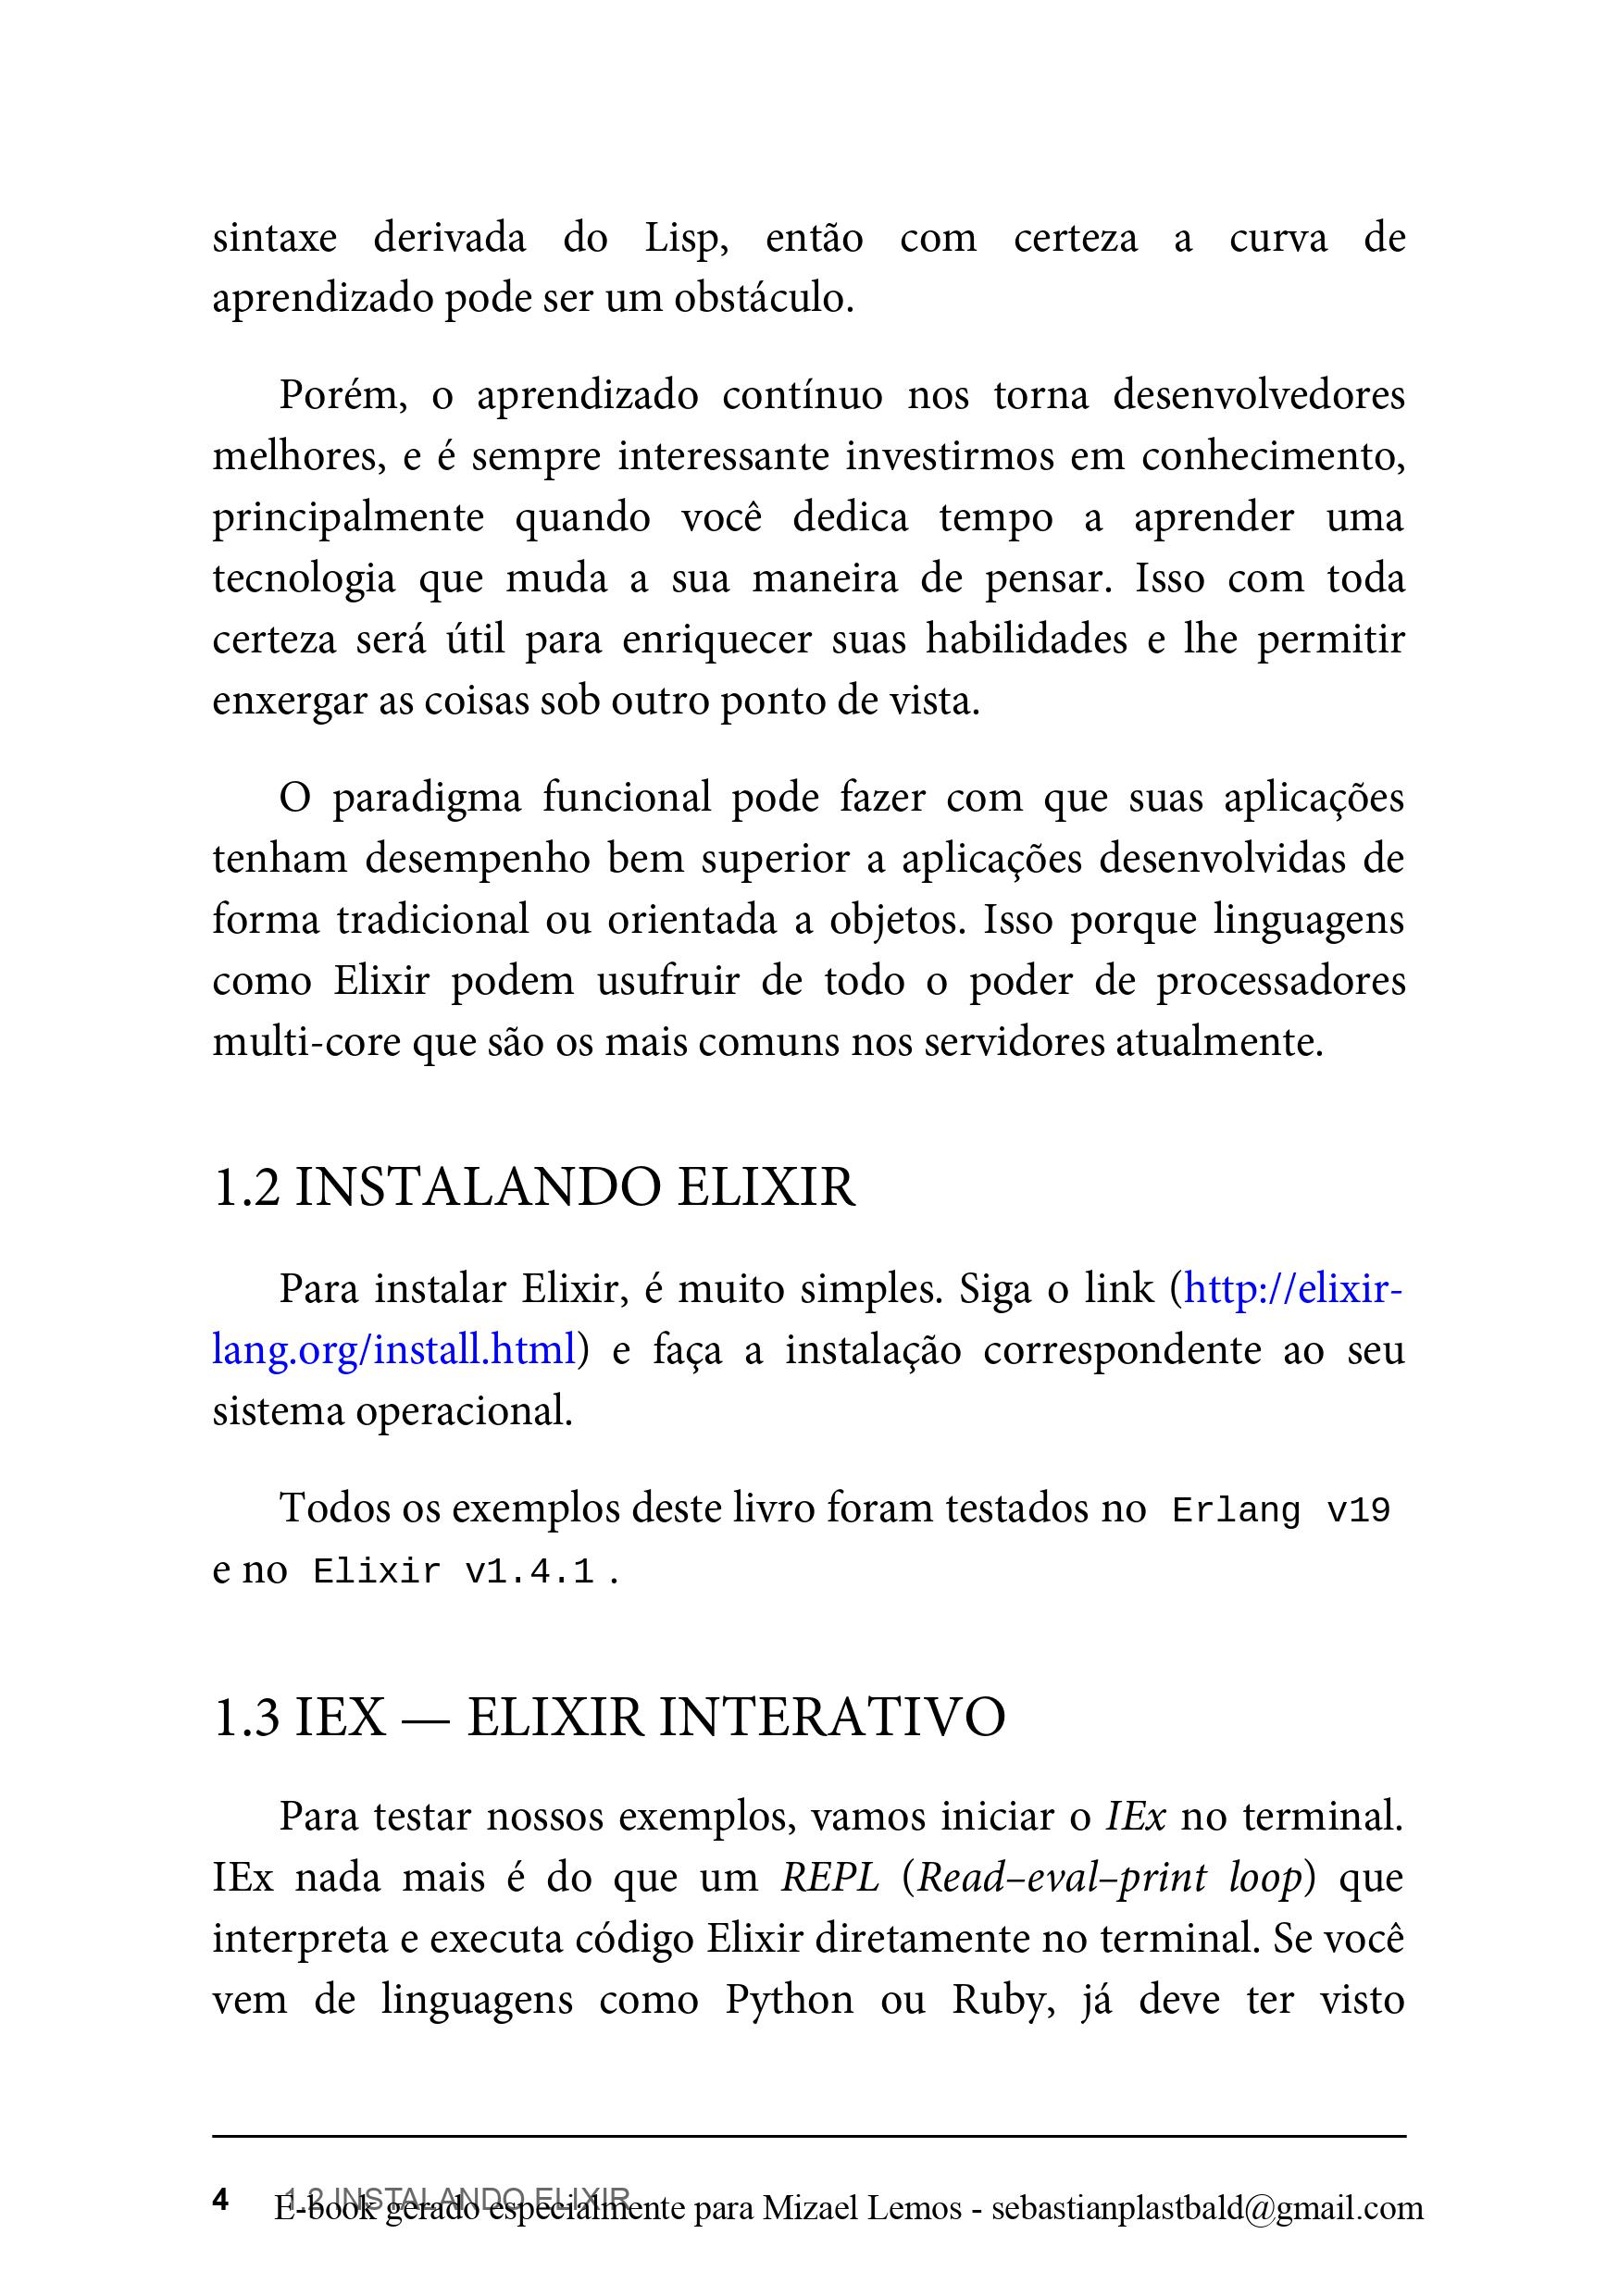 sintaxe derivada do Lisp, então com certeza a curva de
aprendizado pode ser um obstáculo.
Porém, o aprendizado contínuo nos torna desenvolvedores
melhores, e é sempre interessante investirmos em conhecimento,
principalmente quando você dedica tempo a aprender uma
tecnologia que muda a sua maneira de pensar. Isso com toda
certeza será útil para enriquecer suas habilidades e lhe permitir
enxergar as coisas sob outro ponto de vista.
O paradigma funcional pode fazer com que suas aplicações
tenham desempenho bem superior a aplicações desenvolvidas de
forma tradicional ou orientada a objetos. Isso porque linguagens
como Elixir podem usufruir de todo o poder de processadores
multi-core que são os mais comuns nos servidores atualmente.
1.2 INSTALANDO ELIXIR
Para instalar Elixir, é muito simples. Siga o link (http://elixir-
lang.org/install.html) e faça a instalação correspondente ao seu
sistema operacional.
Todos os exemplos deste livro foram testados no Erlang v19
e no Elixir v1.4.1 .
1.3 IEX — ELIXIR INTERATIVO
Para testar nossos exemplos, vamos iniciar o IEx no terminal.
IEx nada mais é do que um REPL (Read–eval–print loop) que
interpreta e executa código Elixir diretamente no terminal. Se você
vem de linguagens como Python ou Ruby, já deve ter visto
4 1.2 INSTALANDO ELIXIR
E-book gerado especialmente para Mizael Lemos - sebastianplastbald@gmail.com